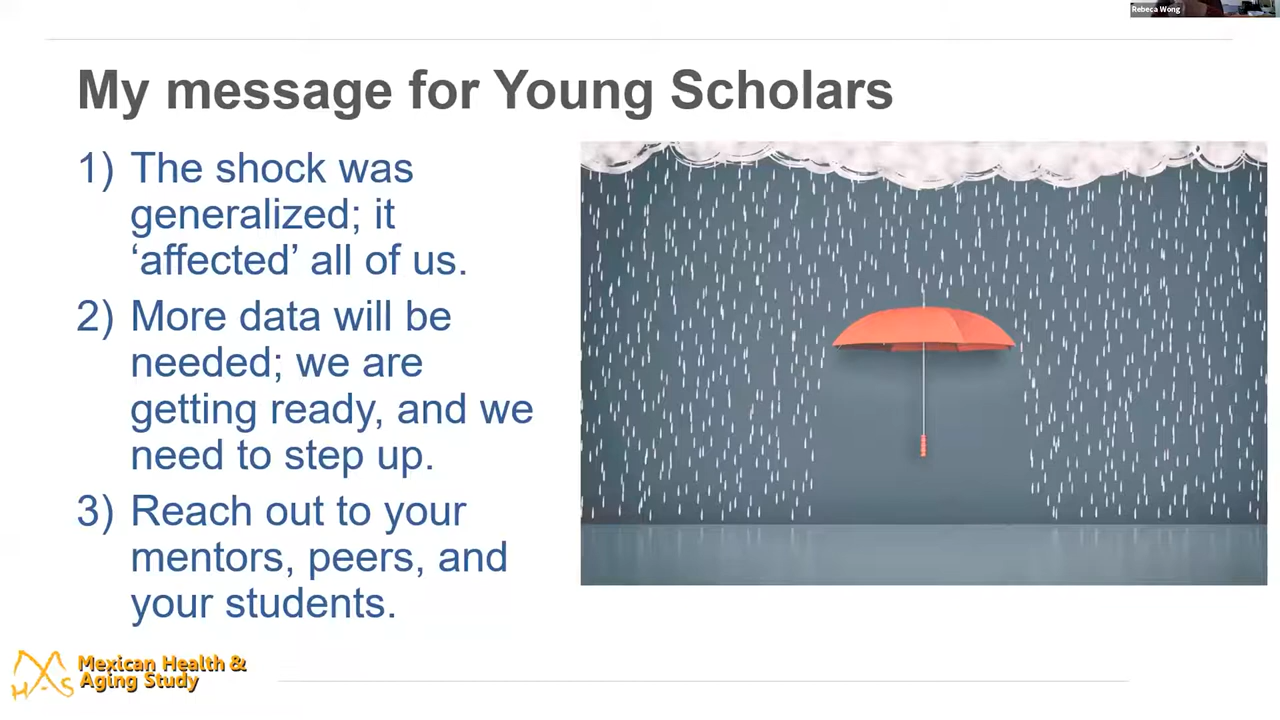 Rebeca Wong
My message for Young Scholars
1) The shock was
generalized; it
‘affected’ all of us.
2) More data will be
needed; we are
getting ready, and we
need to step up.
3) Reach out to your
mentors, peers, and
your students.
MHAS
Mexican Health &
Aging Study